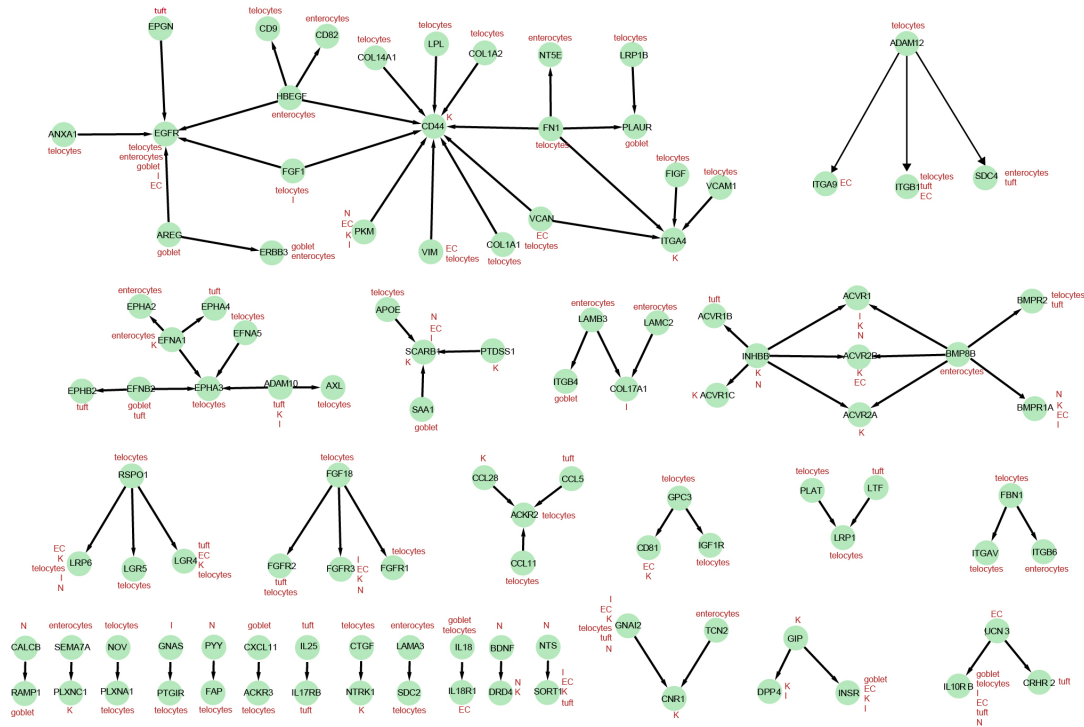 tuft
EPGN
telocytes
CD9
enterocytes
CD82
telocytes
COL14A1
telocytes
LPL
telocytes
COL1A2
enterocytes
NT5E
telocytes
LRP1B
telocytes
ADAM12
HBEGF
enterocytes
ANXA1
telocytes
EGFR
telocytes
enterocytes
goblet
I
EC
K
CD44
FN1
telocytes
PLAUR
goblet
FGF1
telocytes
I
FIGF
telocytes
VCAM1
telocytes
ITGA9
EC
ITGB1
telocytes
tuft
EC
SDC4
enterocytes
tuft
AREG
goblet
ERBB3
goblet
enterocytes
N
EC
K
I
PKM
VIM
EC
telocytes
COL1A1
telocytes
VCAN
EC
telocytes
ITGA4
K
enterocytes
EPHA2
tuft
EPHA4
enterocytes
K
EFNA1
telocytes
EFNA5
EPHB2
tuft
EFNB2
goblet
tuft
EPHA3
telocytes
ADAM10
tuft
K
I
AXL
telocytes
telocytes
APOE
N
EC
I
SCARB1
K
PTDSS1
K
SAA1
goblet
enterocytes
LAMB3
enterocytes
LAMC2
ITGB4
goblet
COL17A1
I
tuft
ACVR1B
ACVR1
I
K
N
BMPR2
telocytes
tuft
INHBB
K
N
ACVR2B
K
EC
BMP8B
enterocytes
K
ACVR1C
ACVR2A
K
BMPR1A
N
K
EC
I
telocytes
RSPO1
EC
K
telocytes
I
N
LRP6
LGR5
telocytes
LGR4
tuft
EC
K
telocytes
telocytes
FGF18
FGFR2
tuft
telocytes
FGFR3
I
EC
K
N
telocytes
FGFR1
K
CCL28
tuft
CCL5
ACKR2
telocytes
CCL11
telocytes
telocytes
GPC3
CD81
EC
K
IGF1R
telocytes
telocytes
PLAT
tuft
LTF
LRP1
telocytes
telocytes
FBN1
ITGAV
telocytes
ITGB6
enterocytes
N
CALCB
RAMP1
goblet
enterocytes
SEMA7A
PLXNC1
K
telocytes
NOV
PLXNA1
telocytes
I
GNAS
PTGIR
telocytes
N
PYY
FAP
telocytes
goblet
CXCL11
ACKR3
telocytes
tuft
IL25
IL17RB
tuft
telocytes
CTGF
NTRK1
K
enterocytes
LAMA3
SDC2
telocytes
goblet
telocytes
IL18
IL18R1
EC
N
BDNF
DRD4
N
K
N
NTS
SORT1
I
EC
K
tuft
I
EC
K
telocytes
tuft
N
GNAI2
enterocytes
TCN2
CNR1
K
K
GIP
DPP4
K
I
INSR
goblet
EC
K
I
EC
UCN3
IL10RB
goblet
telocytes
I
EC
tuft
N
CRHR2
tuft